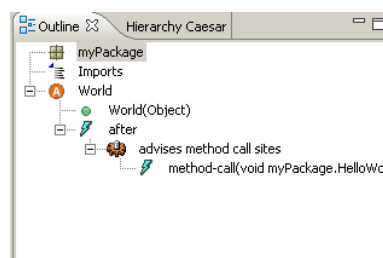 Outline Hierarchy Caesar
myPackage
Imports
A World
World(Object)
after
advises method call sites
method-call(void myPackage.HelloWo